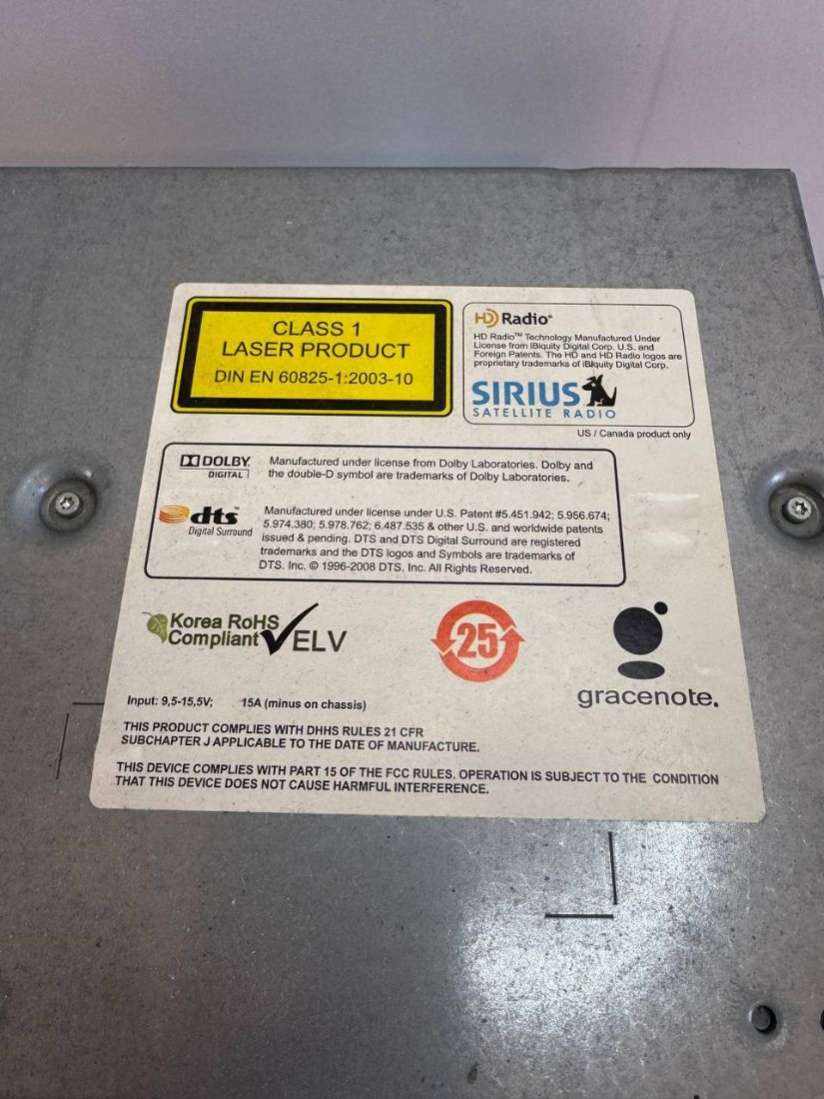 CLASS 1
LASER PRODUCT
DIN EN 60825-1:2003-10
HD Radio®
HD Radio™ Technology Manufactured Under
License from iBiquity Digital Corp. U.S. and
Foreign Patents. The HD and HD Radio logos are
proprietary trademarks of iBiquity Digital Corp.
SIRIUS
SATELLITE RADIO
US / Canada product only
DOLBY
DIGITAL
Manufactured under license from Dolby Laboratories. Dolby and
the double-D symbol are trademarks of Dolby Laboratories.
dts
Digital Surround
Manufactured under license under U.S. Patent #5.451.942; 5.956.674;
5.974.380; 5.978.762; 6.487.535 & other U.S. and worldwide patents
issued & pending. DTS and DTS Digital Surround are registered
trademarks and the DTS logos and Symbols are trademarks of
DTS. Inc. © 1996-2008 DTS. Inc. All Rights Reserved.
Korea RoHS
Compliant
ELV
25
gracenote.
Input: 9,5-15,5V; 15A (minus on chassis)
THIS PRODUCT COMPLIES WITH DHHS RULES 21 CFR
SUBCHAPTER J APPLICABLE TO THE DATE OF MANUFACTURE.
THIS DEVICE COMPLIES WITH PART 15 OF THE FCC RULES. OPERATION IS SUBJECT TO THE CONDITION
THAT THIS DEVICE DOES NOT CAUSE HARMFUL INTERFERENCE.